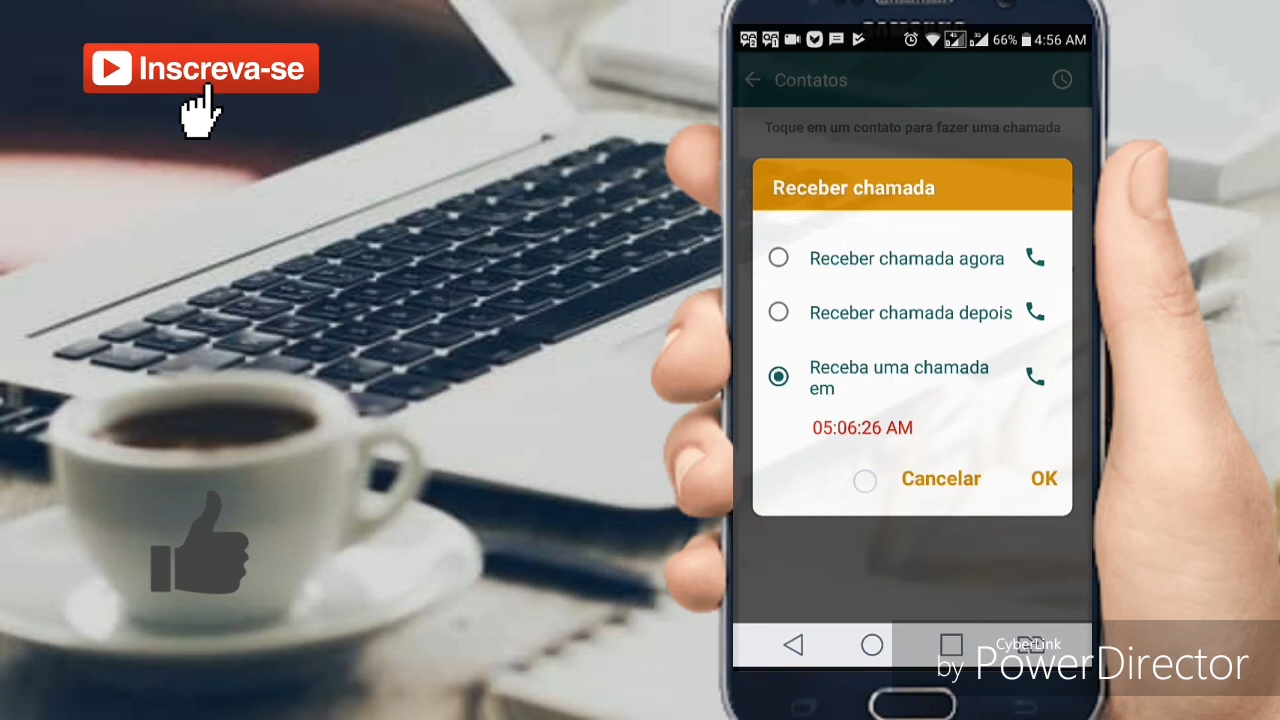 Inscreva-se
SAMSUNG
66% 4:56 AM
Contatos
Toque em um contato para fazer uma chamada
Receber chamada
Receber chamada agora
Receber chamada depois
Receba uma chamada
em
05:06:26 AM
Cancelar OK
CyberLink
by PowerDirector